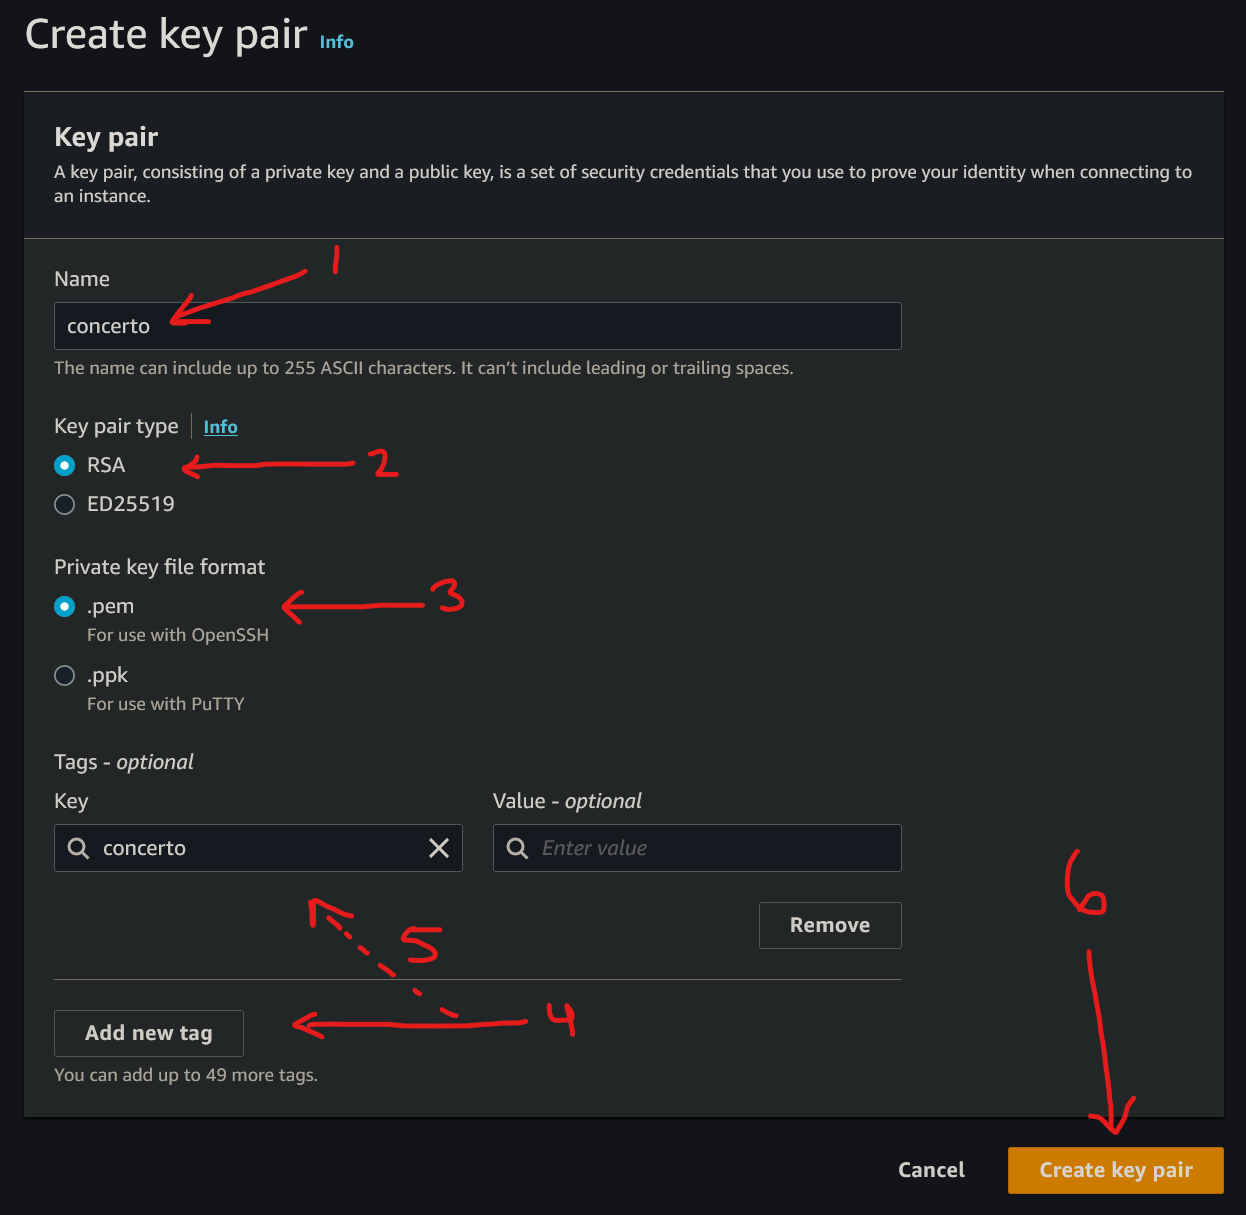 Create key pair Info
Key pair
A key pair, consisting of a private key and a public key, is a set of security credentials that you use to prove your identity when connecting to
an instance.
1
Name
concerto
The name can include up to 255 ASCII characters. It can’t include leading or trailing spaces.
Key pair type Info
RSA 2
ED25519
Private key file format
.pem 3
For use with OpenSSH
.ppk
For use with PuTTY
Tags - optional
Key Value - optional
concerto Enter value
6
Remove
5
Add new tag 4
You can add up to 49 more tags.
Cancel Create key pair